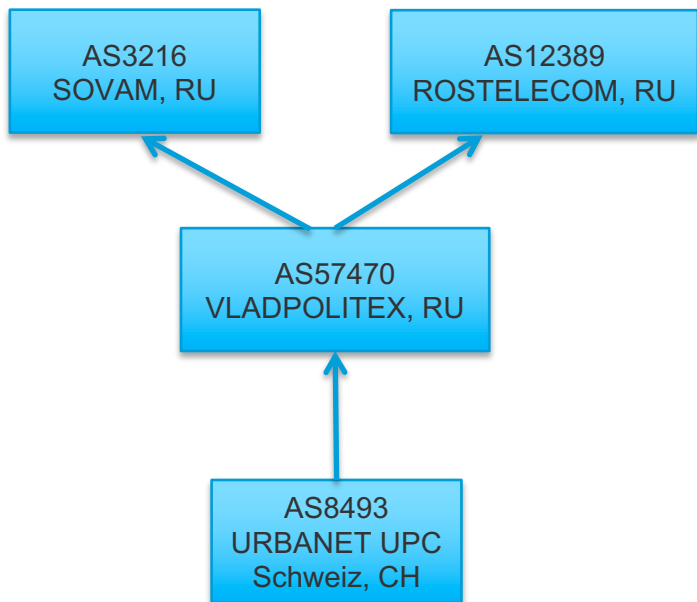 AS3216
SOVAM, RU
AS12389
ROSTELECOM, RU
AS57470
VLADPOLITEX, RU
AS8493
URBANET UPC
Schweiz, CH